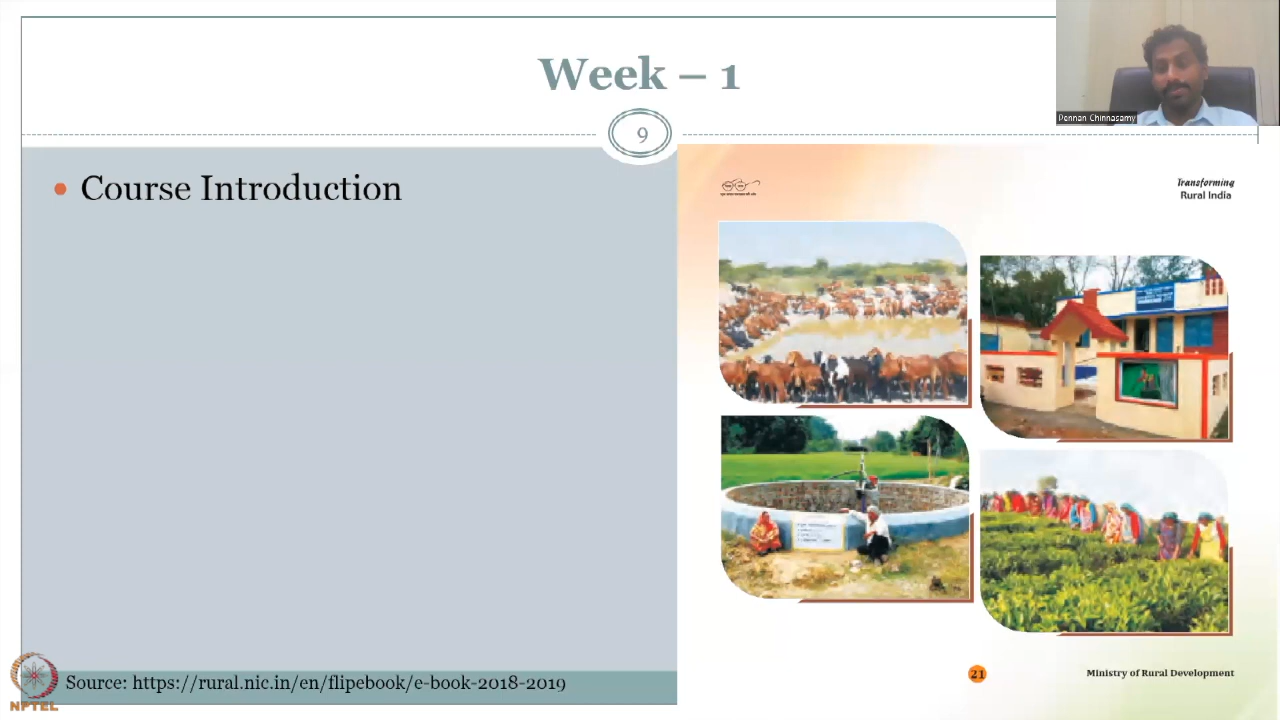 Week – 1
Pennan Chinnasamy
9
Course Introduction
Transforming
Rural India
21
Ministry of Rural Development
Source: https://rural.nic.in/en/flipebook/e-book-2018-2019
NPTEL